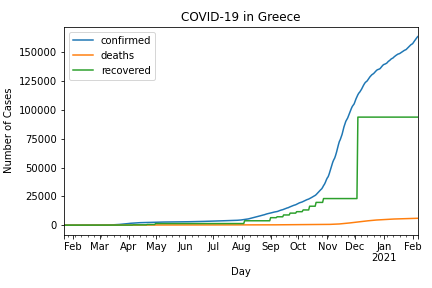 COVID-19 in Greece
confirmed
deaths
recovered
Number of Cases
150000
125000
100000
75000
50000
25000
0
Feb Mar Apr May Jun Jul Aug Sep Oct Nov Dec Jan Feb
2021
Day